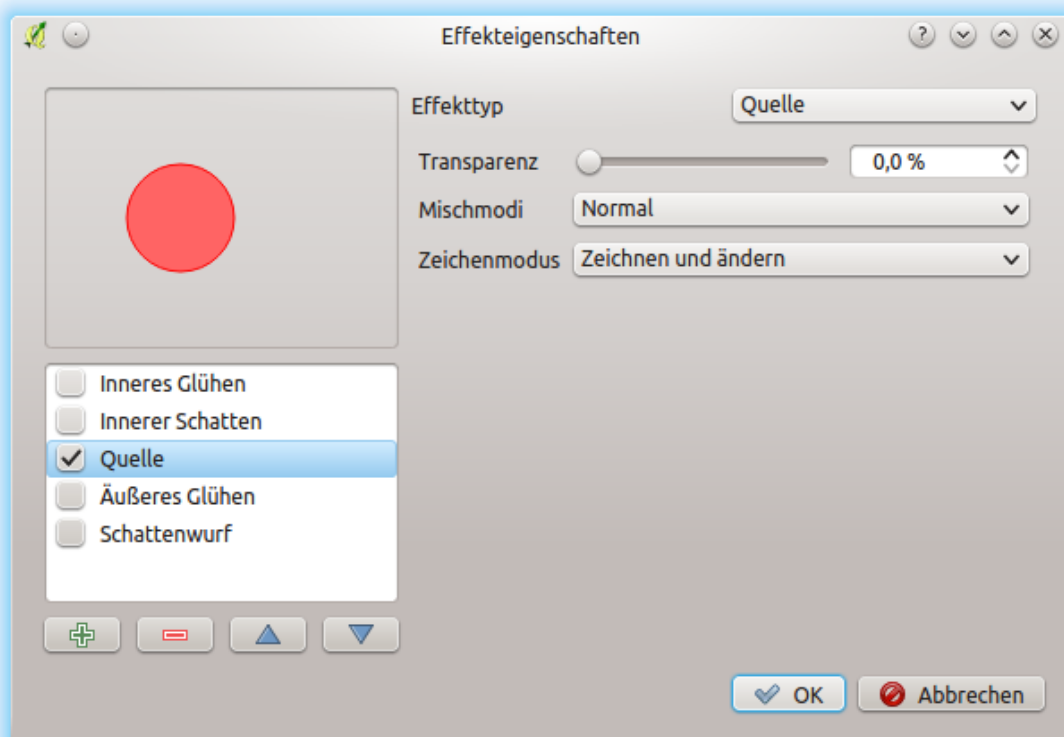 Effekteigenschaften
Effekttyp Quelle
Transparenz 0,0 %
Mischmodi Normal
Zeichenmodus Zeichnen und ändern
Inneres Glühen
Innerer Schatten
Quelle
Äußeres Glühen
Schattenwurf
OK Abbrechen